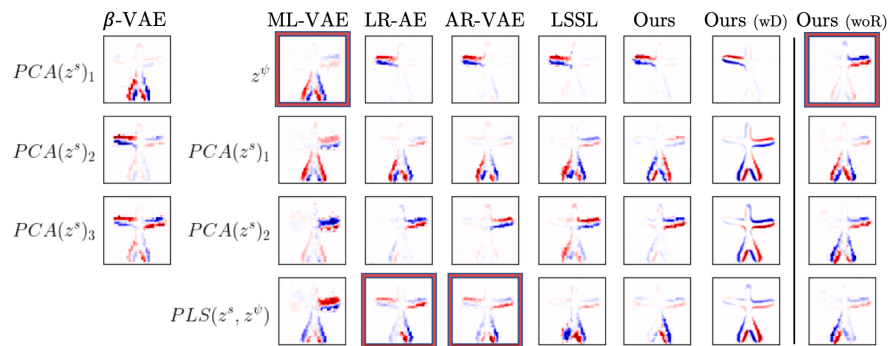 β-VAE ML-VAE LR-AE AR-VAE LSSL Ours Ours (wD) Ours (woR)
PCA(z^s)_1 z^ψ
PCA(z^s)_2 PCA(z^s)_1
PCA(z^s)_3 PCA(z^s)_2
PLS(z^s, z^ψ)